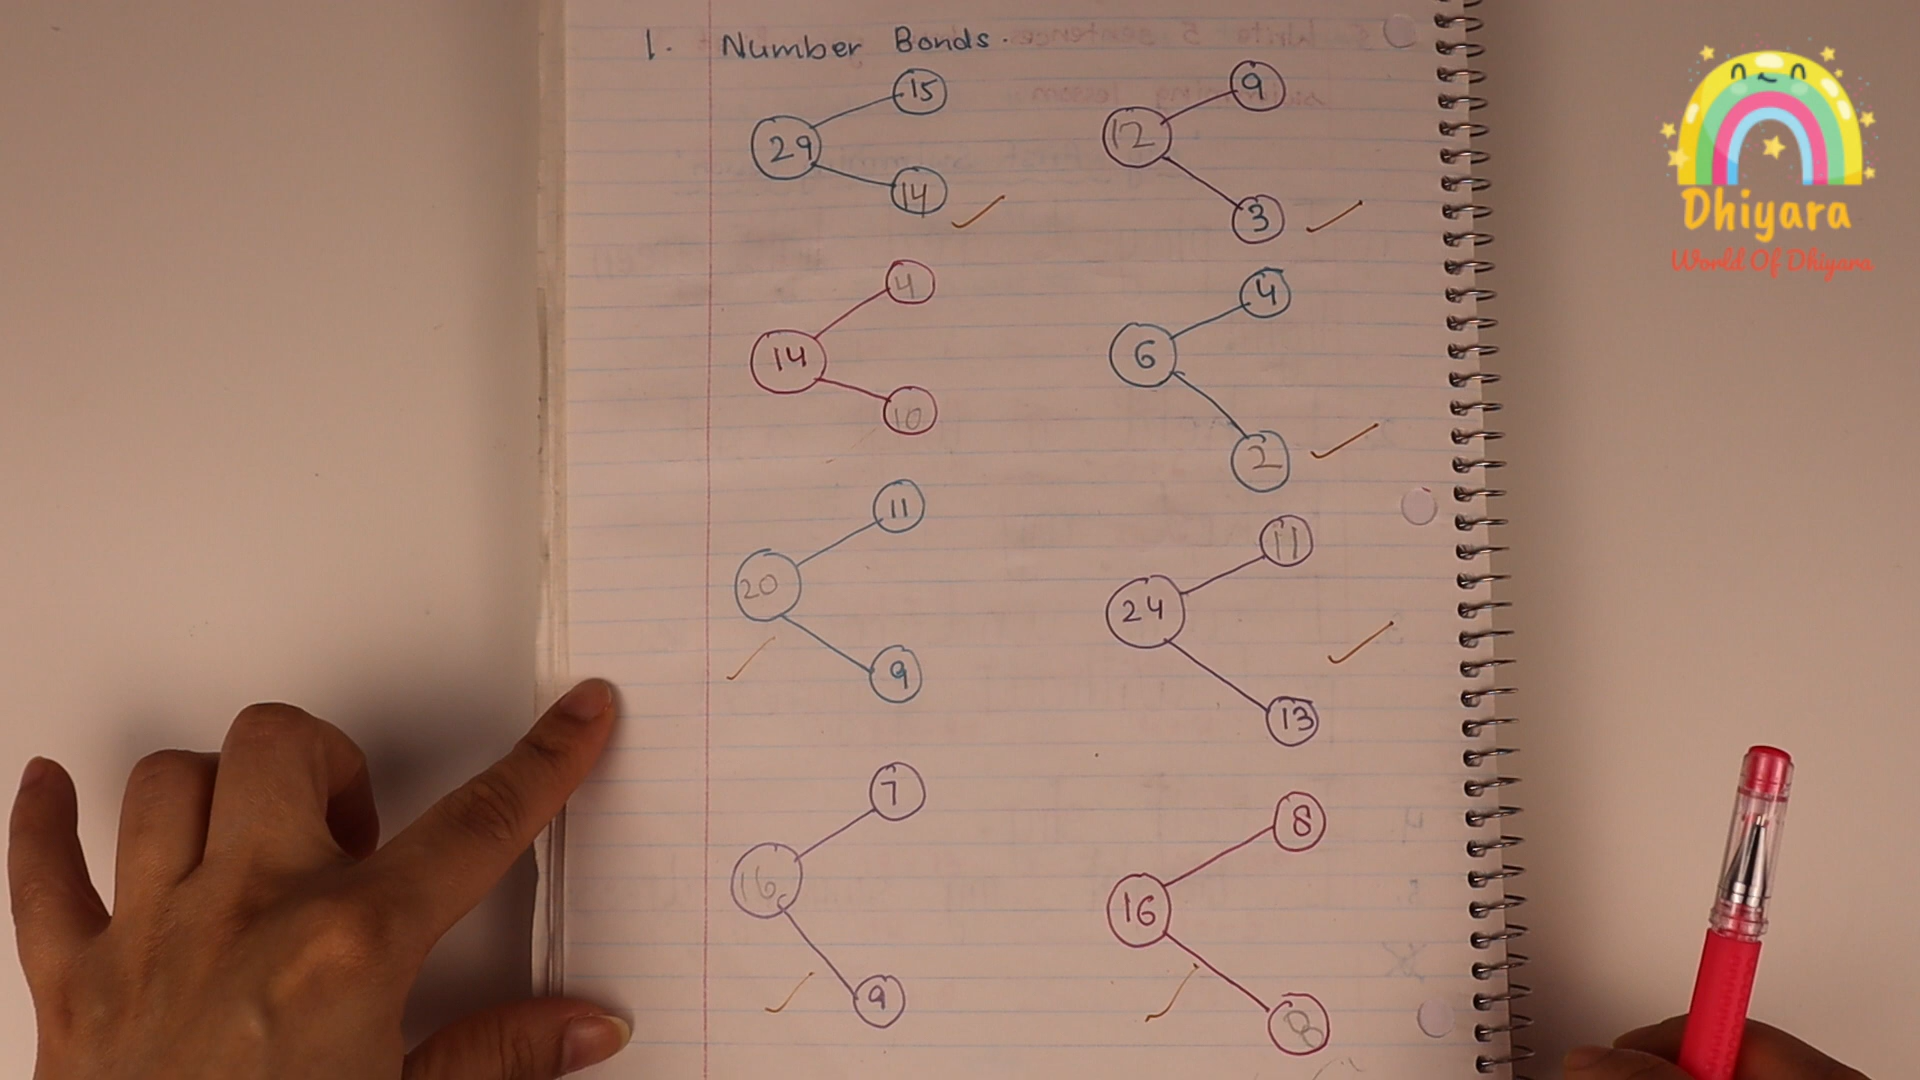 1. Number Bonds.
29 15 14
12 9 3
14 4 10
6 4 2
20 11 9
24 11 13
16 7 9
16 8 8
Dhiyara
World Of Dhiyara